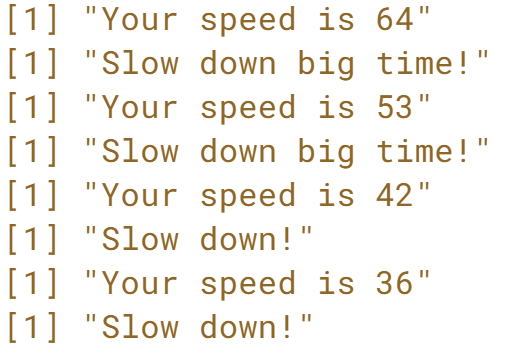 [1] "Your speed is 64"
[1] "Slow down big time!"
[1] "Your speed is 53"
[1] "Slow down big time!"
[1] "Your speed is 42"
[1] "Slow down!"
[1] "Your speed is 36"
[1] "Slow down!"